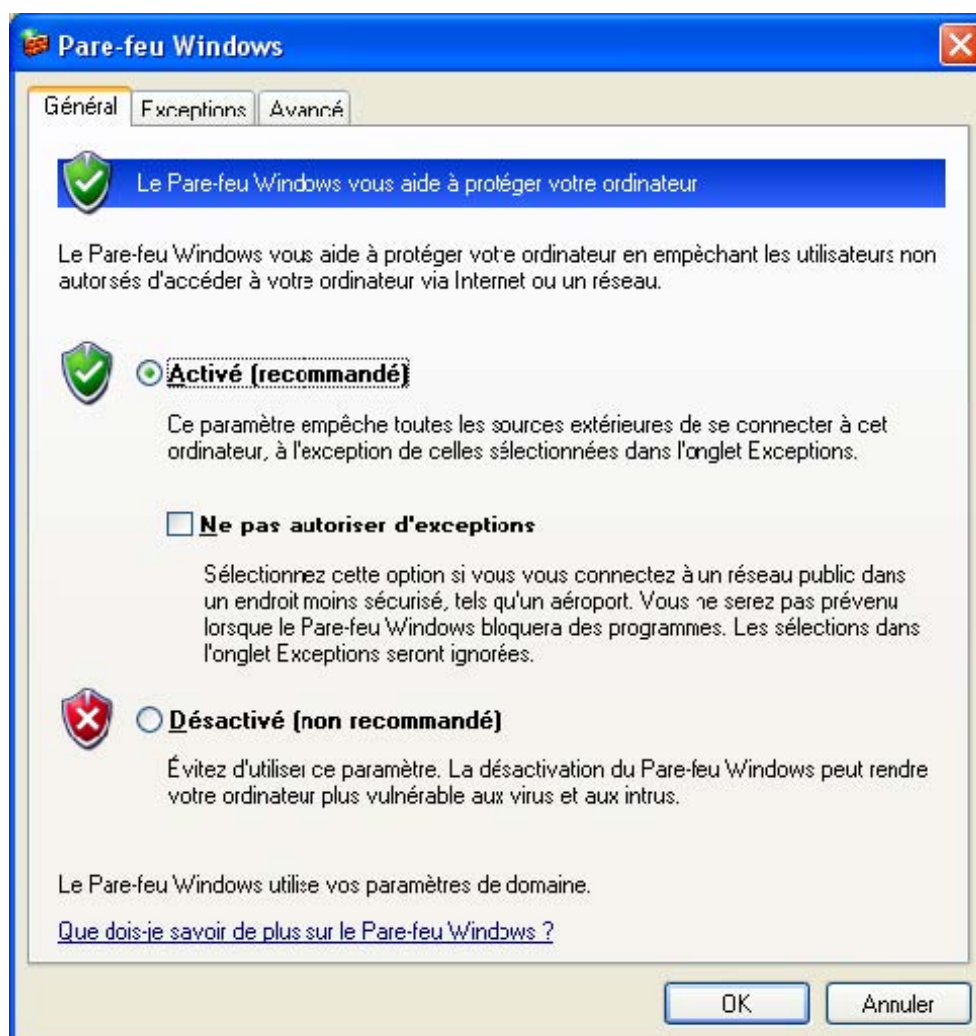 Pare-feu Windows
Général Exceptions Avancé
Le Pare-feu Windows vous aide à protéger votre ordinateur
Le Pare-feu Windows vous aide à protéger votre ordinateur en empêchant les utilisateurs non
autorisés d'accéder à votre ordinateur via Internet ou un réseau.
Activé (recommandé)
Ce paramètre empêche toutes les sources extérieures de se connecter à cet
ordinateur, à l'exception de celles sélectionnées dans l'onglet Exceptions.
Ne pas autoriser d'exceptions
Sélectionnez cette option si vous vous connectez à un réseau public dans
un endroit moins sécurisé, tels qu'un aéroport. Vous ne serez pas prévenu
lorsque le Pare-feu Windows bloquera des programmes. Les sélections dans
l'onglet Exceptions seront ignorées.
Désactivé (non recommandé)
Évitez d'utiliser ce paramètre. La désactivation du Pare-feu Windows peut rendre
votre ordinateur plus vulnérable aux virus et aux intrus.
Le Pare-feu Windows utilise vos paramètres de domaine.
Que dois-je savoir de plus sur le Pare-feu Windows ?
OK Annuler